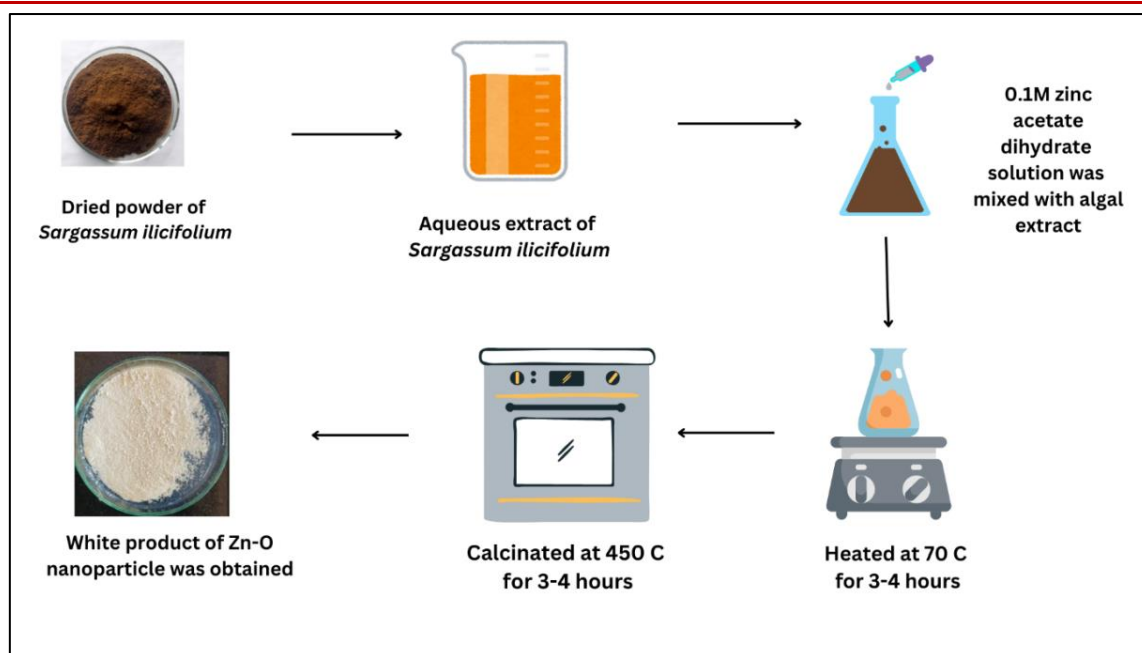 Dried powder of
Sargassum ilicifolium
Aqueous extract of
Sargassum ilicifolium
0.1M zinc
acetate
dihydrate
solution was
mixed with algal
extract
Heated at 70 C
for 3-4 hours
Calcinated at 450 C
for 3-4 hours
White product of Zn-O
nanoparticle was obtained